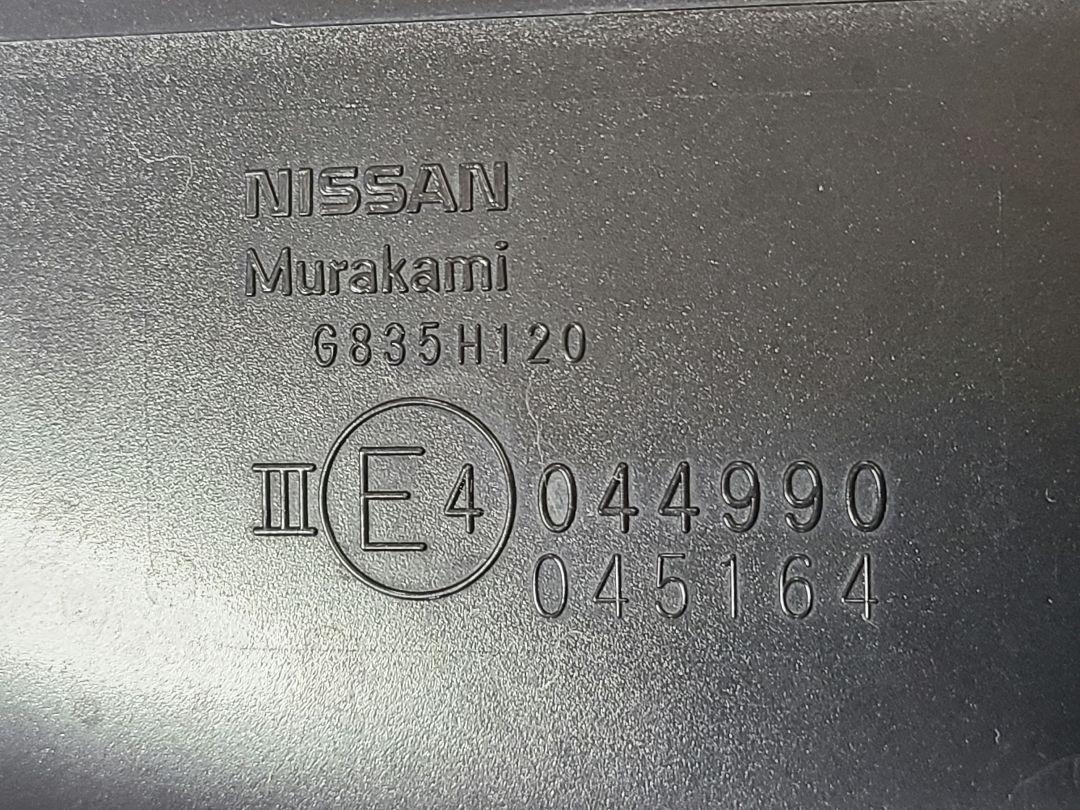 NISSAN
Murakami
G835H120
III E4 044990
045164